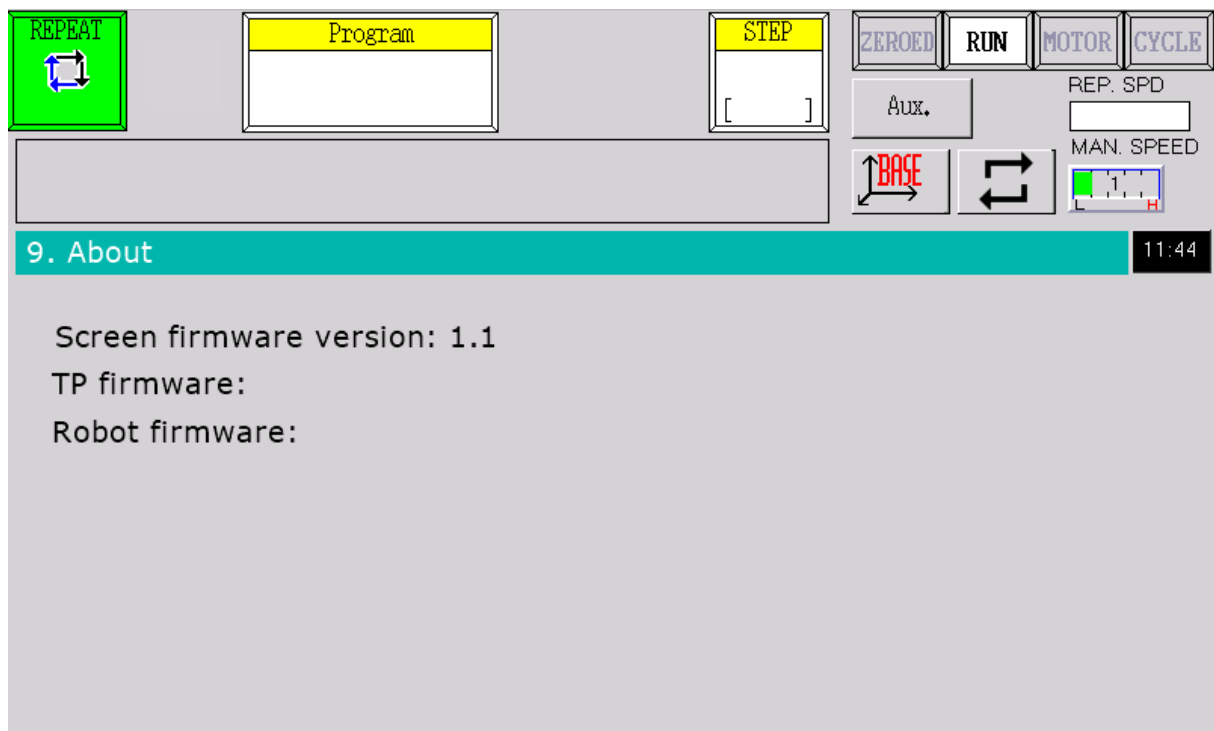 REPEAT
Program
STEP
[ ]
ZEROED RUN MOTOR CYCLE
Aux.
REP. SPD
MAN. SPEED
BASE
1
L H
9. About
11:44
Screen firmware version: 1.1
TP firmware:
Robot firmware: